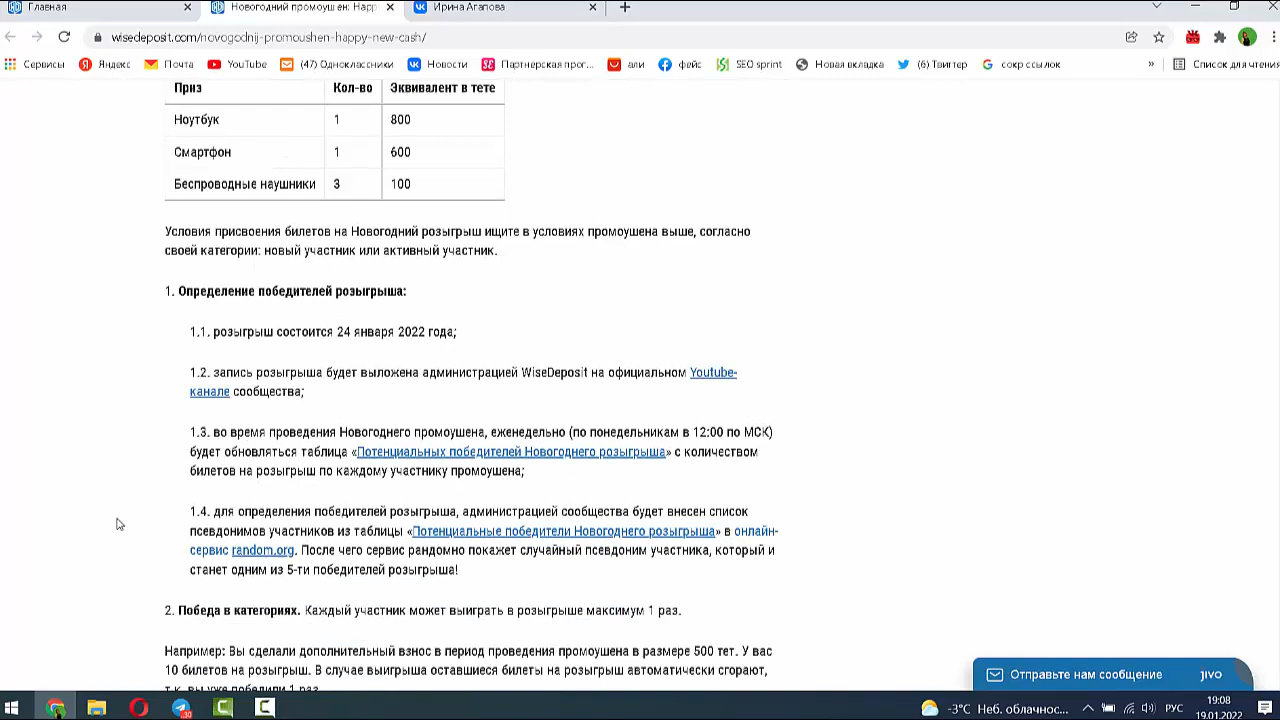 Главная
Новогодний промоушен: Happ
Ирина Агапова
wisedeposit.com/novogodnij-promoushen-happy-new-cash/
Сервисы
Яндекс
Почта
YouTube
(47) Одноклассники
Новости
Партнерская прог...
али
фейс
SEO sprint
Новая вкладка
(6) Твиттер
сокр ссылок
»
Список для чтения
Приз Кол-во Эквивалент в тете
Ноутбук 1 800
Смартфон 1 600
Беспроводные наушники 3 100
Условия присвоения билетов на Новогодний розыгрыш ищите в условиях промоушена выше, согласно
своей категории: новый участник или активный участник.
1. Определение победителей розыгрыша:
1.1. розыгрыш состоится 24 января 2022 года;
1.2. запись розыгрыша будет выложена администрацией WiseDeposit на официальном Youtube-
канале сообщества;
1.3. во время проведения Новогоднего промоушена, еженедельно (по понедельникам в 12:00 по МСК)
будет обновляться таблица «Потенциальных победителей Новогоднего розыгрыша» с количеством
билетов на розыгрыш по каждому участнику промоушена;
1.4. для определения победителей розыгрыша, администрацией сообщества будет внесен список
псевдонимов участников из таблицы «Потенциальные победители Новогоднего розыгрыша» в онлайн-
сервис random.org. После чего сервис рандомно покажет случайный псевдоним участника, который и
станет одним из 5-ти победителей розыгрыша!
2. Победа в категориях. Каждый участник может выиграть в розыгрыше максимум 1 раз.
Например: Вы сделали дополнительный взнос в период проведения промоушена в размере 500 тет. У вас
10 билетов на розыгрыш. В случае выигрыша оставшиеся билеты на розыгрыш автоматически сгорают,
т.к. вы уже победили 1 раз
Отправьте нам сообщение jivo
30
-3°C Неб. облачнос...
РУС
19:08
19.01.2022